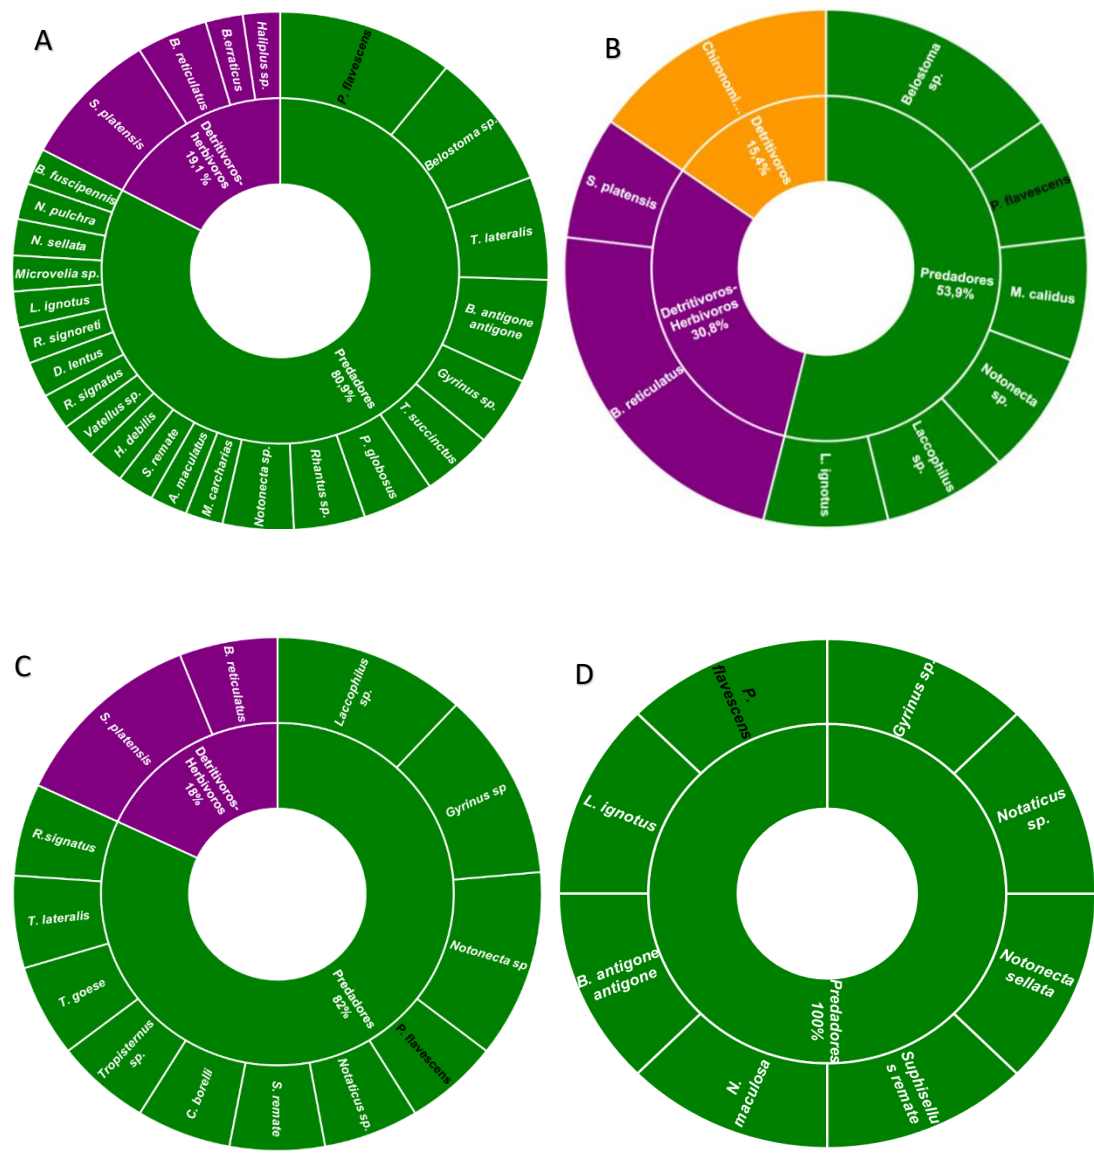 A
P. flavescens
Belostoma sp.
T. lateralis
B. antigone
antigone
Gyrinus sp.
T. succinctus
P. globosus
Rhantus sp.
Notonecta sp.
M. carcharias
A. maculatus
S. remate
H. debilis
Vatellus sp.
R. signatus
D. lentus
R. signoreti
L. ignotus
Microvelia sp.
N. sellata
N. pulchra
B. fuscipennis
S. platensis
B. reticulatus
B.erraticus
Haliplus sp.
Detritivoros-
herbivoros
19,1 %
Predadores
80,9%
B
Belostoma
sp.
P. flavescens
M. calidus
Notonecta
sp.
Laccophilus
sp.
L. ignotus
B. reticulatus
S. platensis
Chironomi...
Detritivoros
15,4%
Detritivoros-
Herbivoros
30,8%
Predadores
53,9%
C
Laccophilus
sp.
Gyrinus sp
Notonecta sp
P. flavescens
Notaticus sp.
S. remate
C. borelli
Tropisternus
sp.
T. goese
T. lateralis
R.signatus
S. platensis
B. reticulatus
Detritivoros-
Herbivoros
18%
Predadores
82%
D
Gyrinus sp.
Notaticus
sp.
Notonecta
sellata
Suphisellu
s remate
N.
maculosa
B. antigone
antigone
L. ignotus
P.
flavescens
Predadores
100%